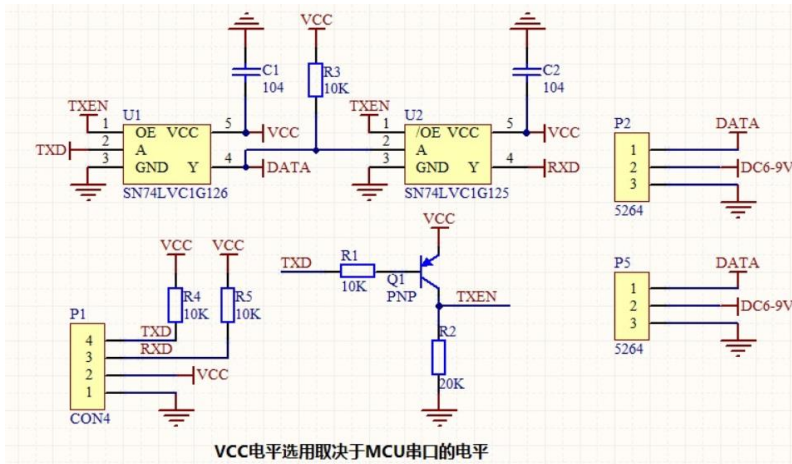 VCC
C1
104
R3
10K
C2
104
TXEN
U1
1
2
3
OE VCC
A
GND Y
5
4
TXD
VCC
DATA
SN74LVC1G126
TXEN
U2
1
2
3
/OE VCC
A
GND Y
5
4
VCC
RXD
SN74LVC1G125
P2
1
2
3
5264
DATA
DC6-9V
VCC
VCC
R4
10K
R5
10K
P1
4
3
2
1
TXD
RXD
VCC
CON4
VCC
TXD
R1
10K
Q1
PNP
TXEN
R2
20K
P5
1
2
3
5264
DATA
DC6-9V
VCC电平选用取决于MCU串口的电平